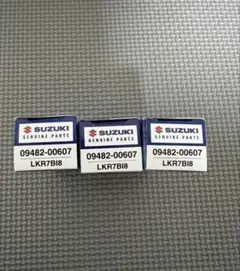 SUZUKI
GENUINE PARTS
09482-00607
LKR7BI8
SUZUKI
GENUINE PARTS
09482-00607
LKR7BI8
SUZUKI
GENUINE PARTS
09482-00607
LKR7BI8